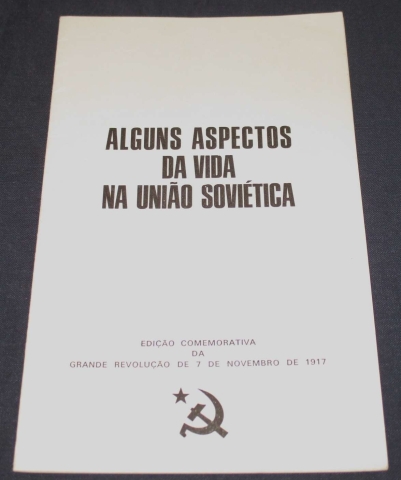 ALGUNS ASPECTOS
DA VIDA
NA UNIÃO SOVIÉTICA
EDIÇÃO COMEMORATIVA
DA
GRANDE REVOLUÇÃO DE 7 DE NOVEMBRO DE 1917